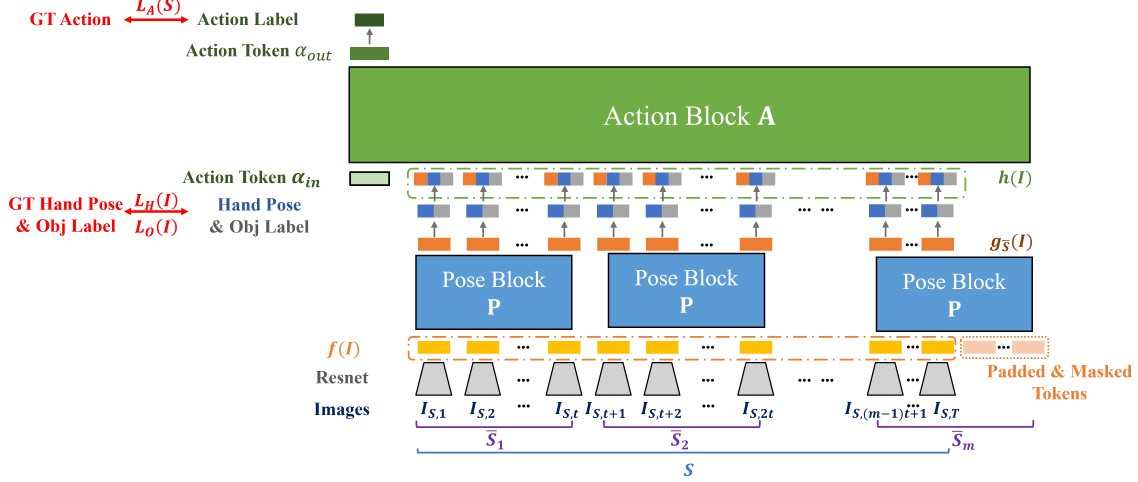 GT Action
L_A(S)
Action Label
Action Token α_out
Action Block A
Action Token α_in
h(I)
GT Hand Pose
& Obj Label
L_H(I)
L_O(I)
Hand Pose
& Obj Label
g_S̅(I)
Pose Block
P
Pose Block
P
Pose Block
P
f(I)
Padded & Masked
Tokens
Resnet
Images
I_S,1 I_S,2 ... I_S,t I_S,t+1 I_S,t+2 ... I_S,2t I_S,(m−1)t+1 I_S,T
S̅_1 S̅_2 S̅_m
S